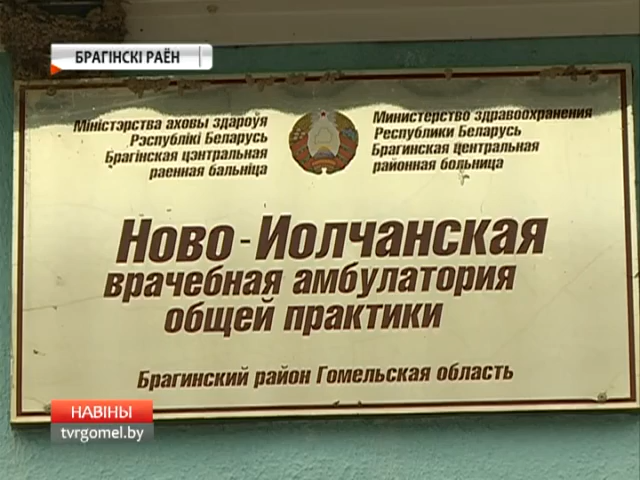 БРАГІНСКІ РАЁН
Міністэрства аховы здароўя
Рэспублікі Беларусь
Брагінская цэнтральная
раенная бальніца
Министерство здравоохранения
Республики Беларусь
Брагинская центральная
районная больница
Ново - Иолчанская
врачебная амбулатория
общей практики
Брагинский район Гомельская область
НАВІНЫ
tvrgomel.by